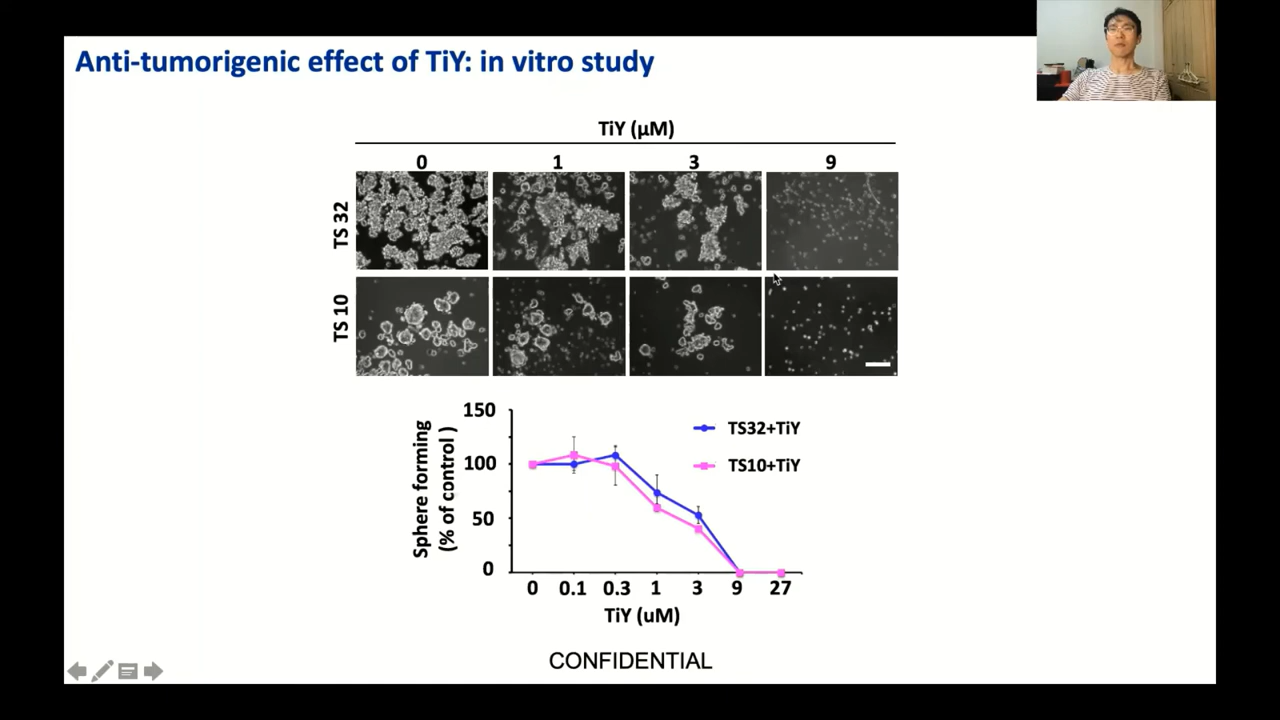 Anti-tumorigenic effect of TiY: in vitro study
TiY (µM)
0 1 3 9
TS 32
TS 10
150
100
50
0
Sphere forming
(% of control )
TS32+TiY
TS10+TiY
0 0.1 0.3 1 3 9 27
TiY (uM)
CONFIDENTIAL